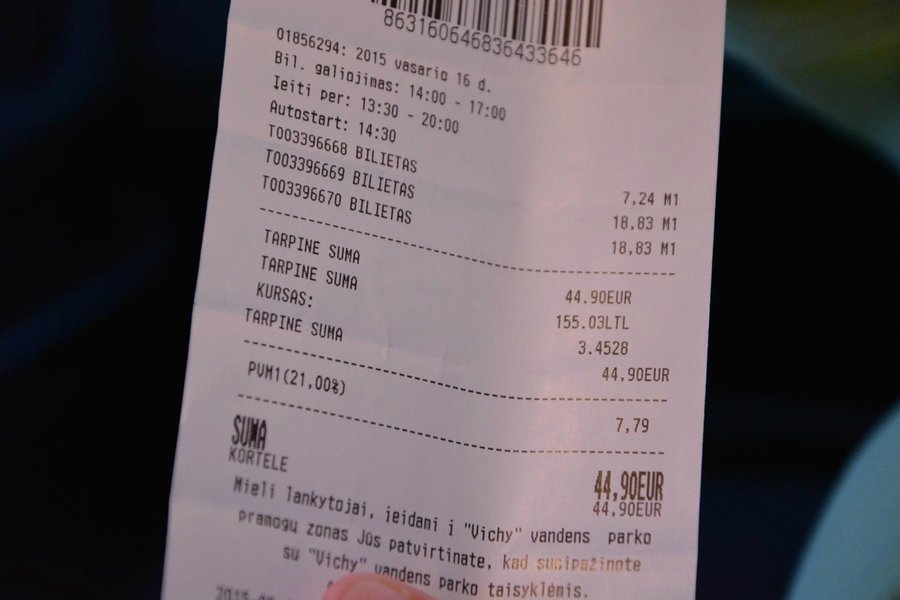 863160646836433646
01856294: 2015 vasario 16 d.
Bil. galiojimas: 14:00 - 17:00
Įeiti per: 13:30 - 20:00
Autostart: 14:30
T003396668 BILIETAS 7,24 M1
T003396669 BILIETAS 18,83 M1
T003396670 BILIETAS 18,83 M1
TARPINE SUMA 44.90EUR
TARPINE SUMA 155.03LTL
KURSAS: 3.4528
TARPINE SUMA 44,90EUR
PVM1(21,00%) 7,79
SUMA 44,90EUR
KORTELE 44,90EUR
Mieli lankytojai, ieidami i "Vichy" vandens parko
pramogų zonas Jūs patvirtinate, kad susipažinote
su "Vichy" vandens parko taisyklėmis.